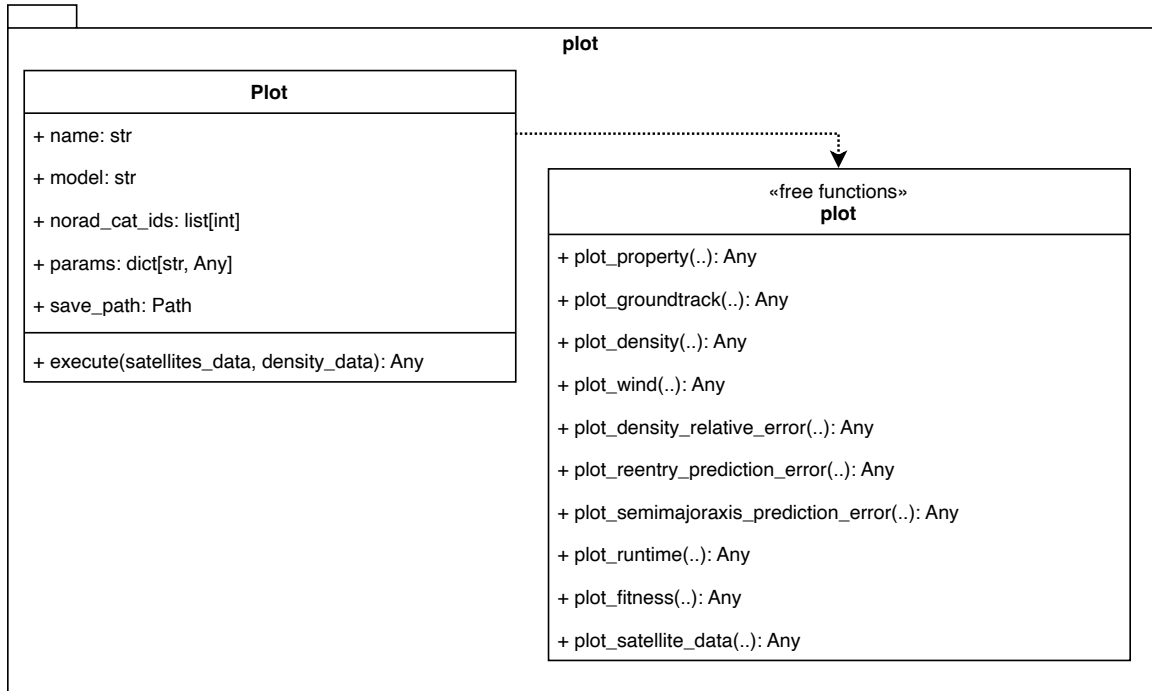 plot
Plot
+ name: str
+ model: str
+ norad_cat_ids: list[int]
+ params: dict[str, Any]
+ save_path: Path
+ execute(satellites_data, density_data): Any
«free functions»
plot
+ plot_property(..): Any
+ plot_groundtrack(..): Any
+ plot_density(..): Any
+ plot_wind(..): Any
+ plot_density_relative_error(..): Any
+ plot_reentry_prediction_error(..): Any
+ plot_semimajoraxis_prediction_error(..): Any
+ plot_runtime(..): Any
+ plot_fitness(..): Any
+ plot_satellite_data(..): Any